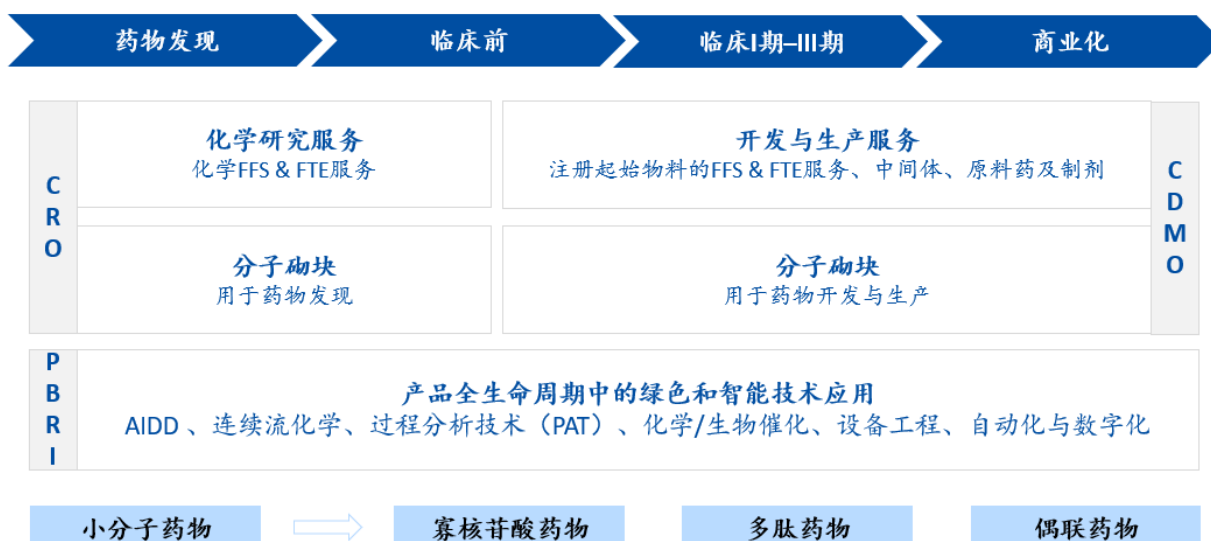 药物发现
临床前
临床I期–III期
商业化
CRO
化学研究服务
化学FFS & FTE服务
开发与生产服务
注册起始物料的FFS & FTE服务、中间体、原料药及制剂
CDMO
分子砌块
用于药物发现
分子砌块
用于药物开发与生产
PBRI
产品全生命周期中的绿色和智能技术应用
AIDD 、连续流化学、过程分析技术（PAT）、化学/生物催化、设备工程、自动化与数字化
小分子药物
寡核苷酸药物
多肽药物
偶联药物